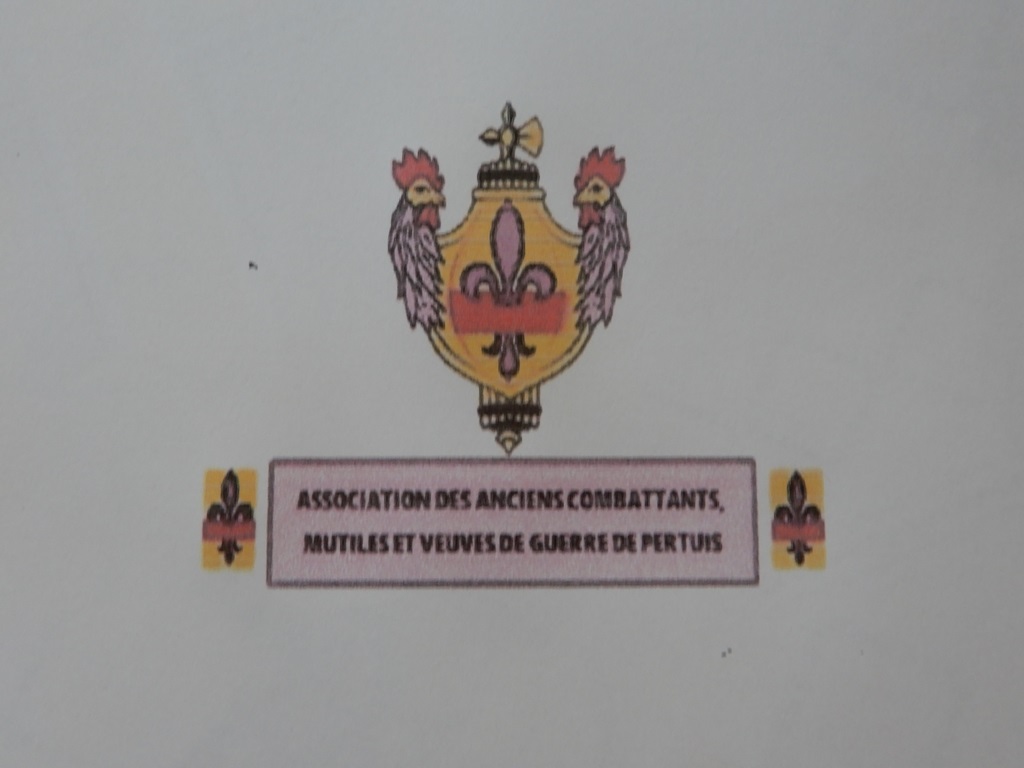 ASSOCIATION DES ANCIENS COMBATTANTS,
MUTILES ET VEUVES DE GUERRE DE PERTUIS